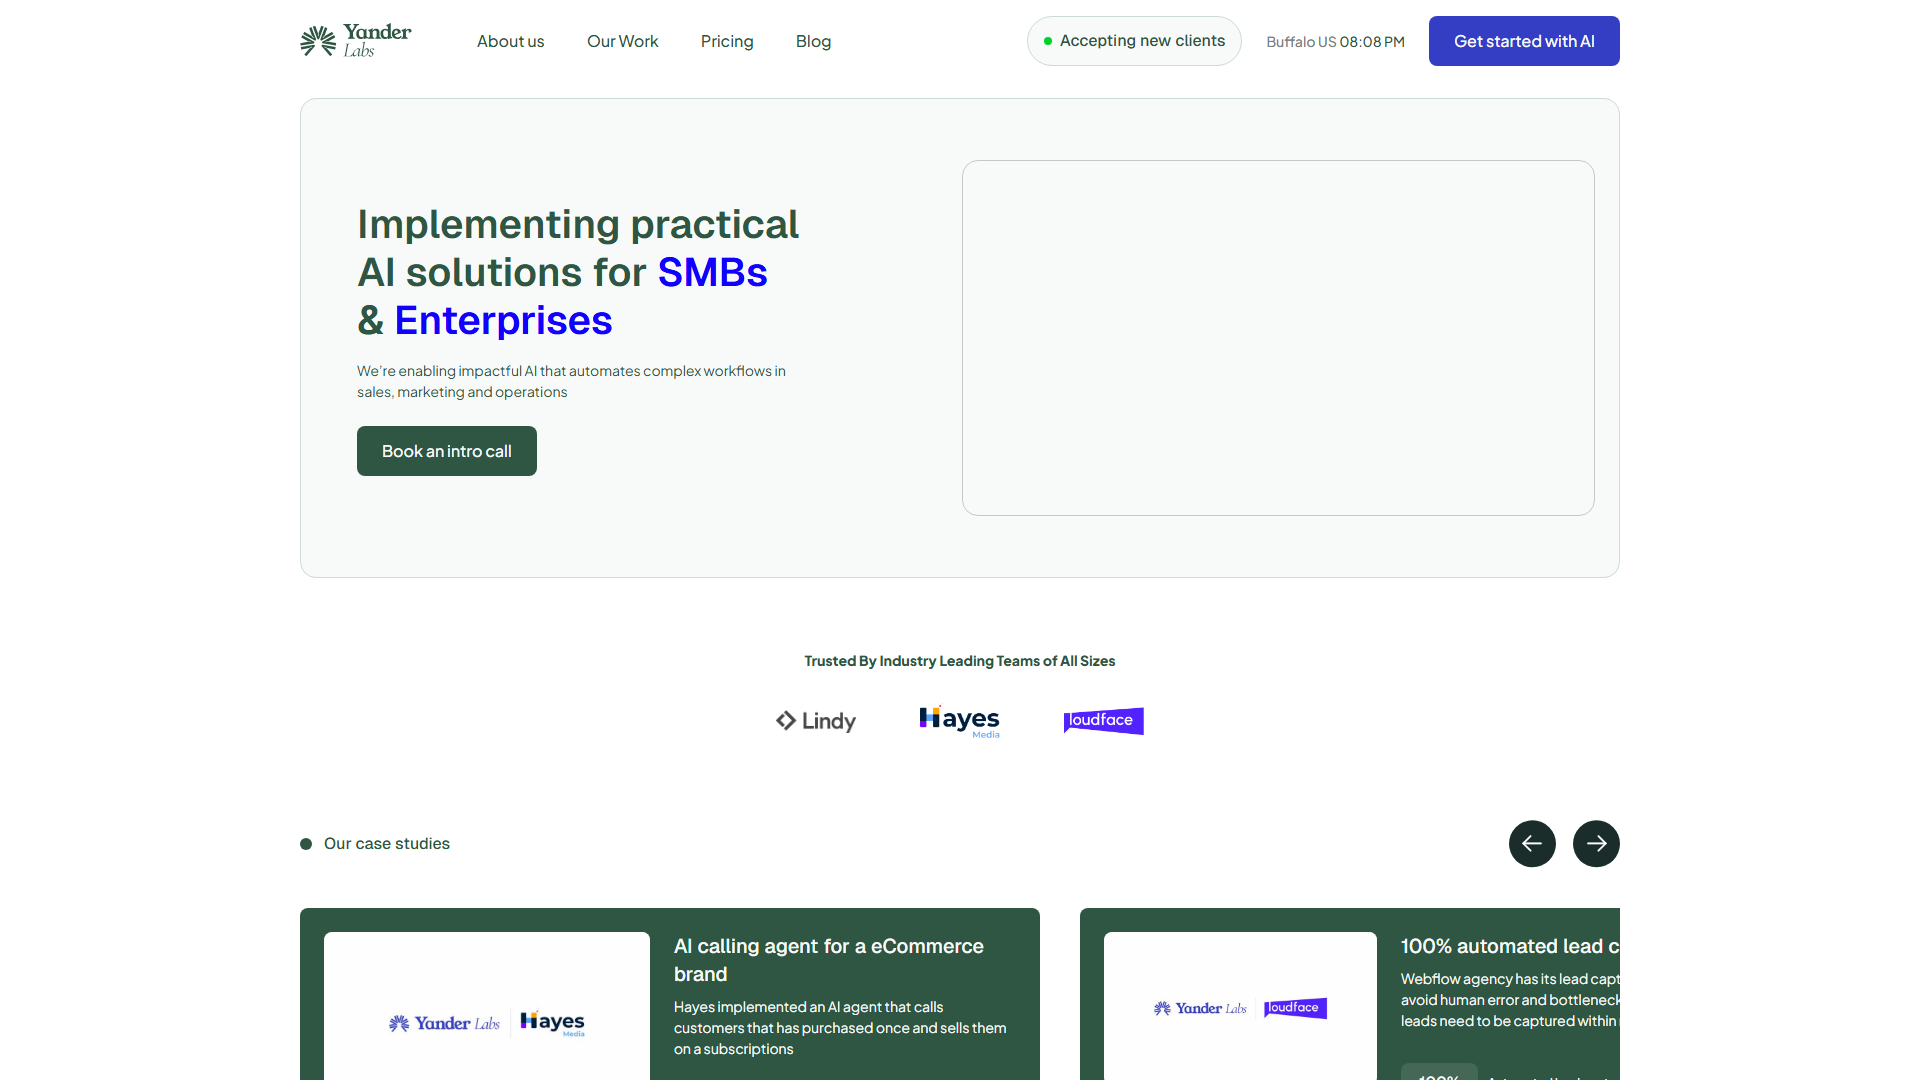 Yander
Labs
About us
Our Work
Pricing
Blog
Accepting new clients
Buffalo US 08:08 PM
Get started with AI
Implementing practical
AI solutions for SMBs
& Enterprises
We're enabling impactful AI that automates complex workflows in
sales, marketing and operations
Book an intro call
Trusted By Industry Leading Teams of All Sizes
Lindy
Hayes
Media
loudface
Our case studies
Yander Labs
Hayes
Media
AI calling agent for a eCommerce
brand
Hayes implemented an AI agent that calls
customers that has purchased once and sells them
on a subscriptions
Yander Labs
loudface
100% automated lead c
Webflow agency has its lead capt
avoid human error and bottleneck
leads need to be captured within
100%